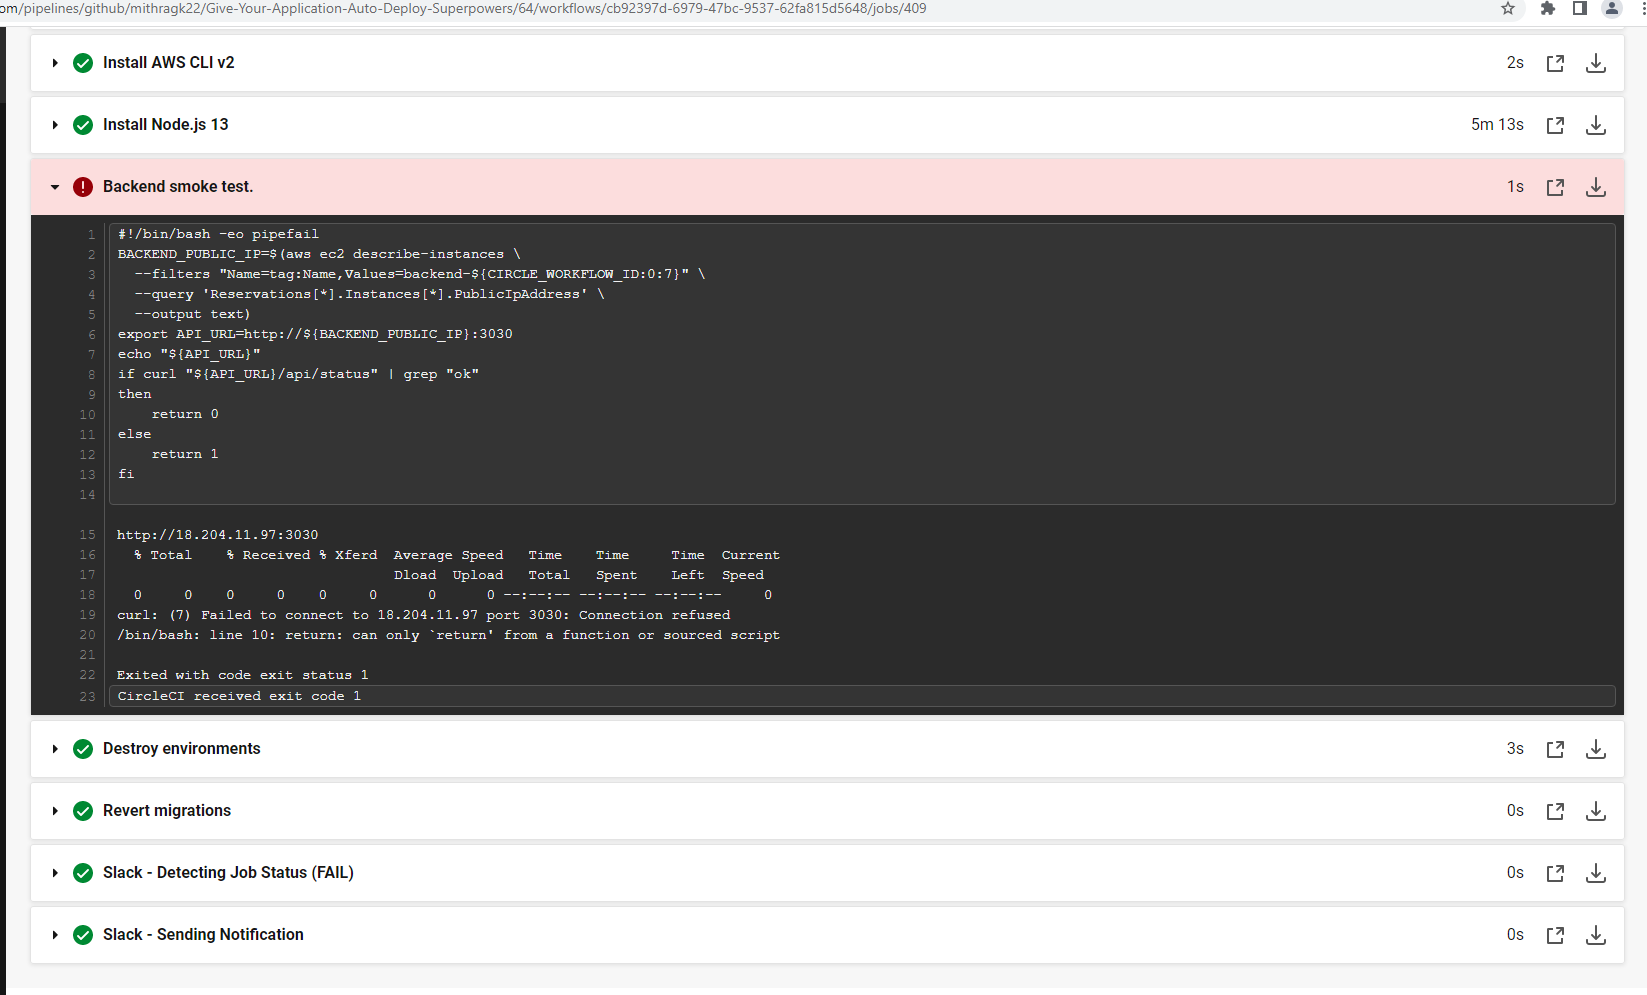 om/pipelines/github/mithragk22/Give-Your-Application-Auto-Deploy-Superpowers/64/workflows/cb92397d-6979-47bc-9537-62fa815d5648/jobs/409
Install AWS CLI v2 2s
Install Node.js 13 5m 13s
Backend smoke test. 1s
1 #!/bin/bash -eo pipefail
2 BACKEND_PUBLIC_IP=$(aws ec2 describe-instances \
3   --filters "Name=tag:Name,Values=backend-${CIRCLE_WORKFLOW_ID:0:7}" \
4   --query 'Reservations[*].Instances[*].PublicIpAddress' \
5   --output text)
6 export API_URL=http://${BACKEND_PUBLIC_IP}:3030
7 echo "${API_URL}"
8 if curl "${API_URL}/api/status" | grep "ok"
9 then
10     return 0
11 else
12     return 1
13 fi
14
15 http://18.204.11.97:3030
16   % Total    % Received % Xferd  Average Speed   Time    Time     Time  Current
17                                  Dload  Upload   Total   Spent    Left  Speed
18   0     0    0     0    0     0      0      0 --:--:-- --:--:-- --:--:--     0
19 curl: (7) Failed to connect to 18.204.11.97 port 3030: Connection refused
20 /bin/bash: line 10: return: can only `return' from a function or sourced script
21
22 Exited with code exit status 1
23 CircleCI received exit code 1
Destroy environments 3s
Revert migrations 0s
Slack - Detecting Job Status (FAIL) 0s
Slack - Sending Notification 0s